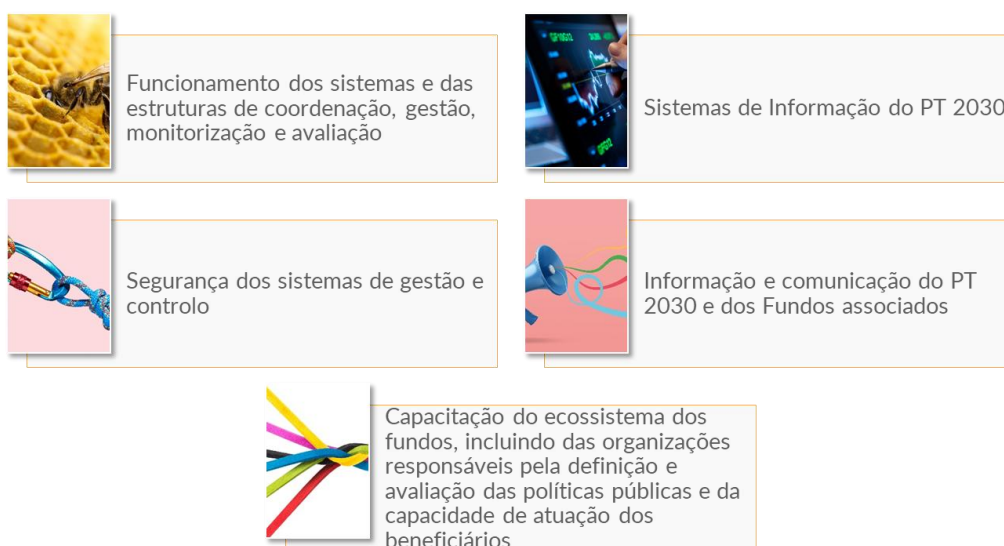 Funcionamento dos sistemas e das
estruturas de coordenação, gestão,
monitorização e avaliação
Sistemas de Informação do PT 2030
Segurança dos sistemas de gestão e
controlo
Informação e comunicação do PT
2030 e dos Fundos associados
Capacitação do ecossistema dos
fundos, incluindo das organizações
responsáveis pela definição e
avaliação das políticas públicas e da
capacidade de atuação dos
beneficiários